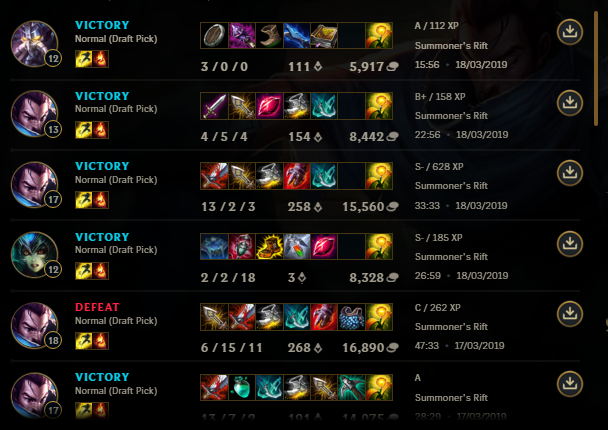 VICTORY
Normal (Draft Pick)
12
3 / 0 / 0
111
5,917
A / 112 XP
Summoner's Rift
15:56 • 18/03/2019
VICTORY
Normal (Draft Pick)
13
4 / 5 / 4
154
8,442
B+ / 158 XP
Summoner's Rift
22:56 • 18/03/2019
VICTORY
Normal (Draft Pick)
17
13 / 2 / 3
258
15,560
S- / 628 XP
Summoner's Rift
33:33 • 18/03/2019
VICTORY
Normal (Draft Pick)
12
2 / 2 / 18
3
8,328
S- / 185 XP
Summoner's Rift
26:59 • 18/03/2019
DEFEAT
Normal (Draft Pick)
18
6 / 15 / 11
268
16,890
C / 262 XP
Summoner's Rift
47:33 • 17/03/2019
VICTORY
Normal (Draft Pick)
17
A
Summoner's Rift
17/03/2019